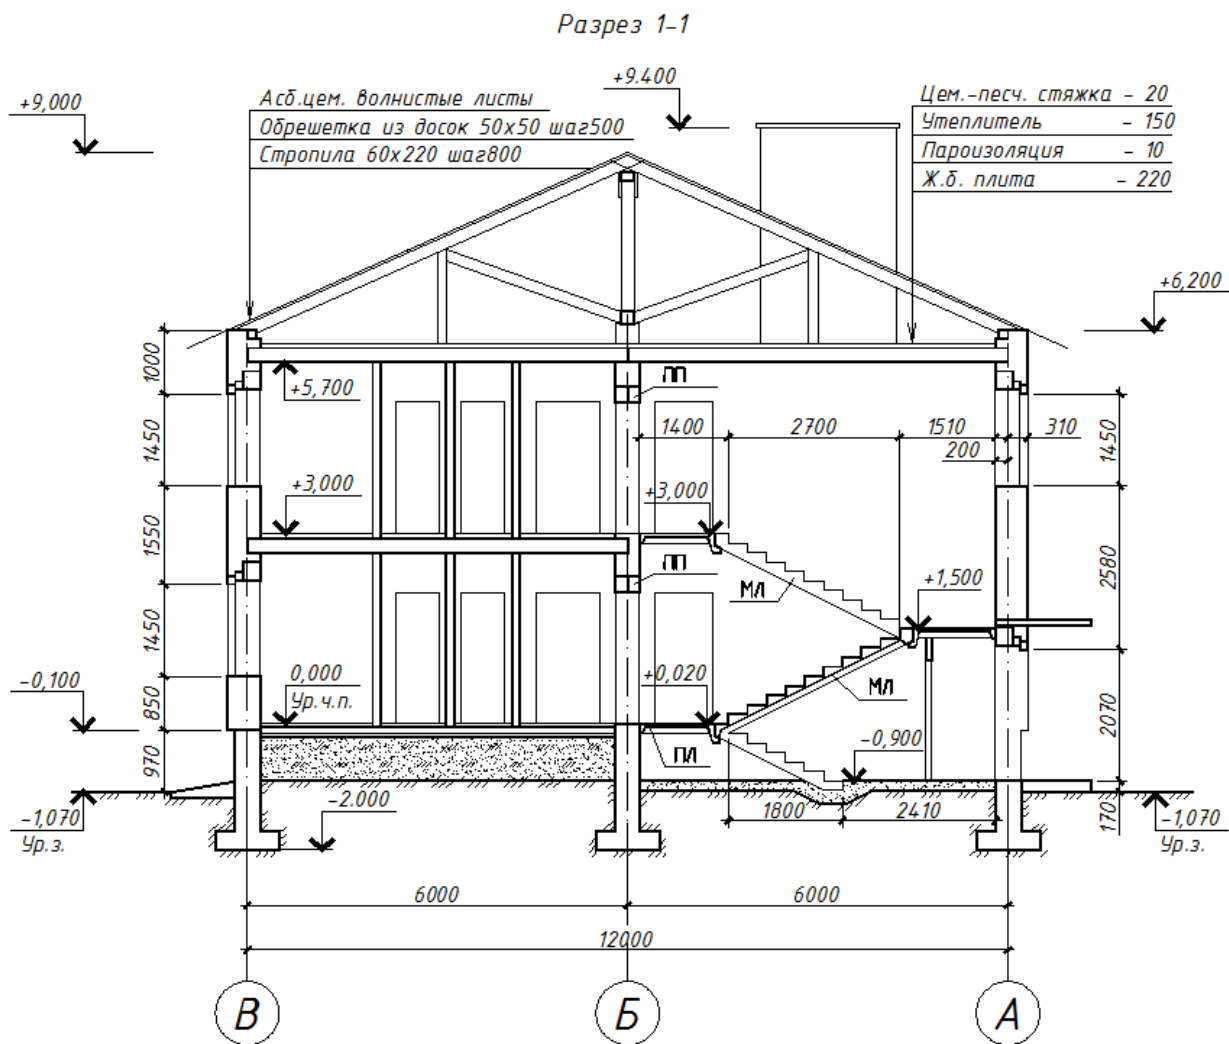 Разрез 1-1
+9.400
+9,000
Асб.цем. волнистые листы
Обрешетка из досок 50х50 шаг500
Стропила 60х220 шаг800
Цем.-песч. стяжка - 20
Утеплитель - 150
Пароизоляция - 10
Ж.б. плита - 220
+6,200
1000
+5,700
ПП
1400
2700
1510
310
200
1450
1450
+3,000
+3,000
1550
2580
ПП
МЛ
+1,500
1450
-0,100
850
0,000
Ур.ч.п.
+0,020
МЛ
2070
970
ПЛ
-0,900
-2.000
1800
2410
170
-1,070
Ур.з.
-1,070
Ур.з.
6000
6000
12000
В
Б
А